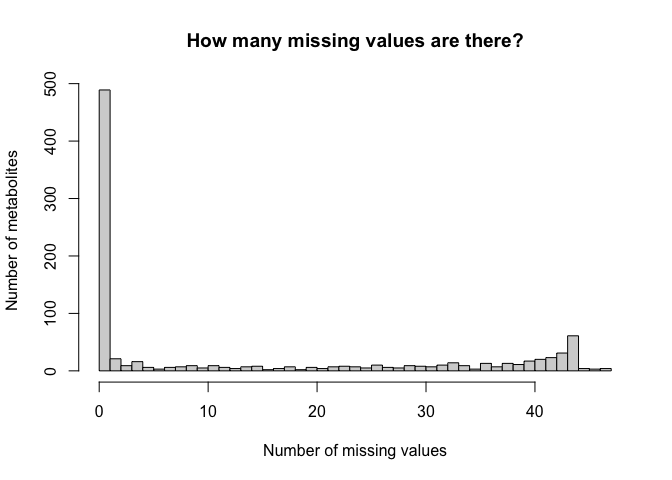 How many missing values are there?
Number of metabolites
500
400
300
200
100
0
0 10 20 30 40
Number of missing values